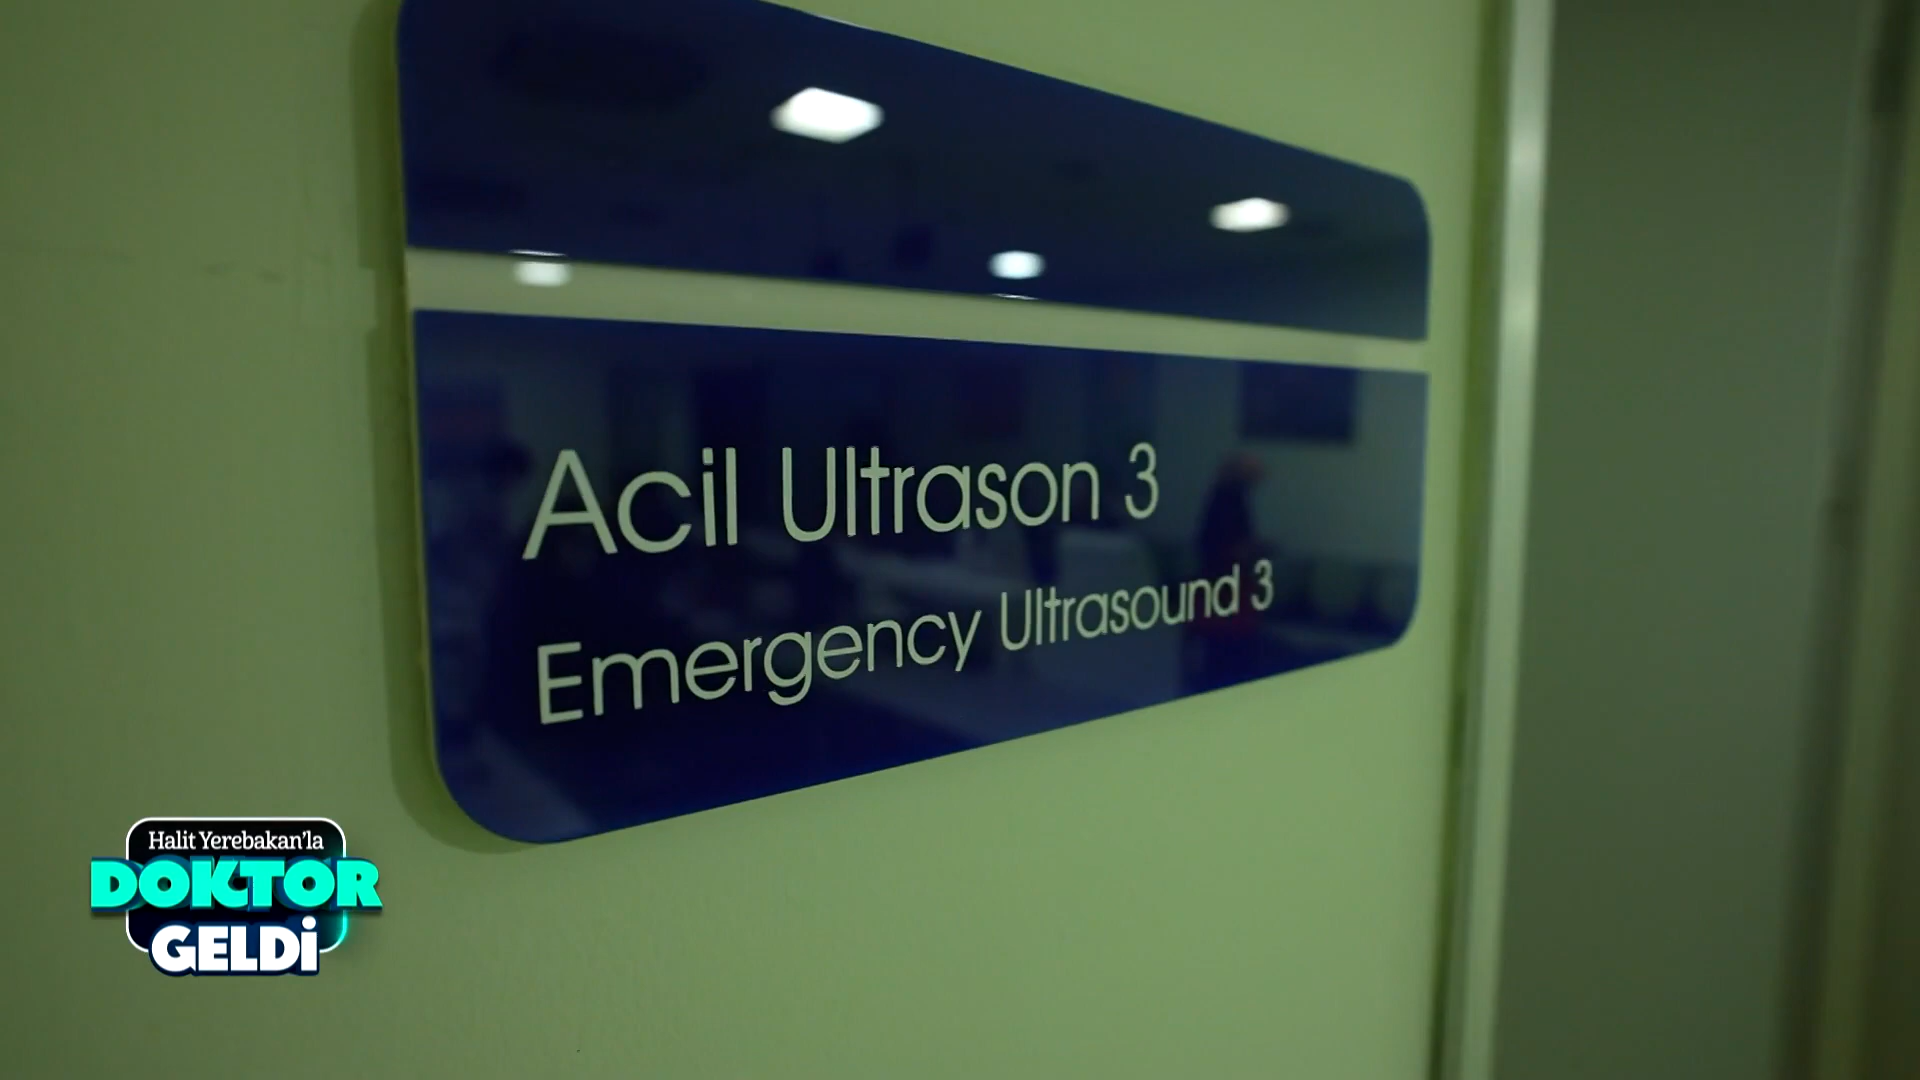 Acil Ultrason 3
Emergency Ultrasound 3
Halit Yerebakan'la
DOKTOR
GELDİ